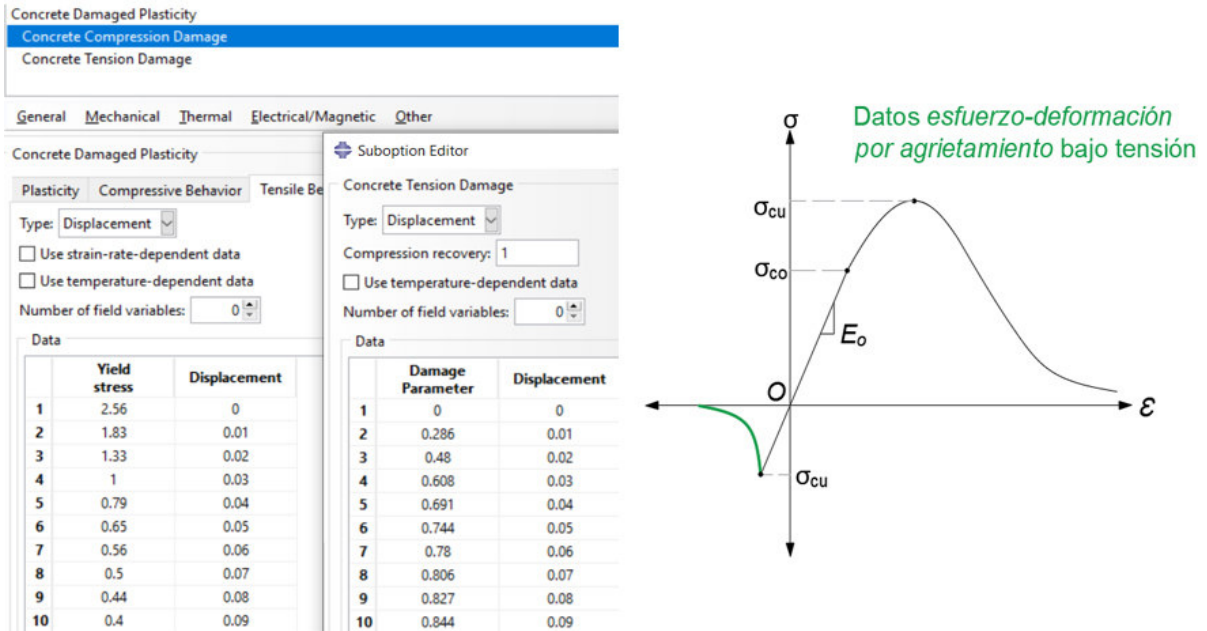 Concrete Damaged Plasticity
Concrete Compression Damage
Concrete Tension Damage
General Mechanical Thermal Electrical/Magnetic Other
Concrete Damaged Plasticity
Plasticity Compressive Behavior Tensile Be
Type: Displacement
Use strain-rate-dependent data
Use temperature-dependent data
Number of field variables: 0
Data
Yield stress Displacement
1 2.56 0
2 1.83 0.01
3 1.33 0.02
4 1 0.03
5 0.79 0.04
6 0.65 0.05
7 0.56 0.06
8 0.5 0.07
9 0.44 0.08
10 0.4 0.09
Suboption Editor
Concrete Tension Damage
Type: Displacement
Compression recovery: 1
Use temperature-dependent data
Number of field variables: 0
Data
Damage Parameter Displacement
1 0 0
2 0.286 0.01
3 0.48 0.02
4 0.608 0.03
5 0.691 0.04
6 0.744 0.05
7 0.78 0.06
8 0.806 0.07
9 0.827 0.08
10 0.844 0.09
Datos esfuerzo-deformación
por agrietamiento bajo tensión
σ
σcu
σco
Eo
O
ε
σcu